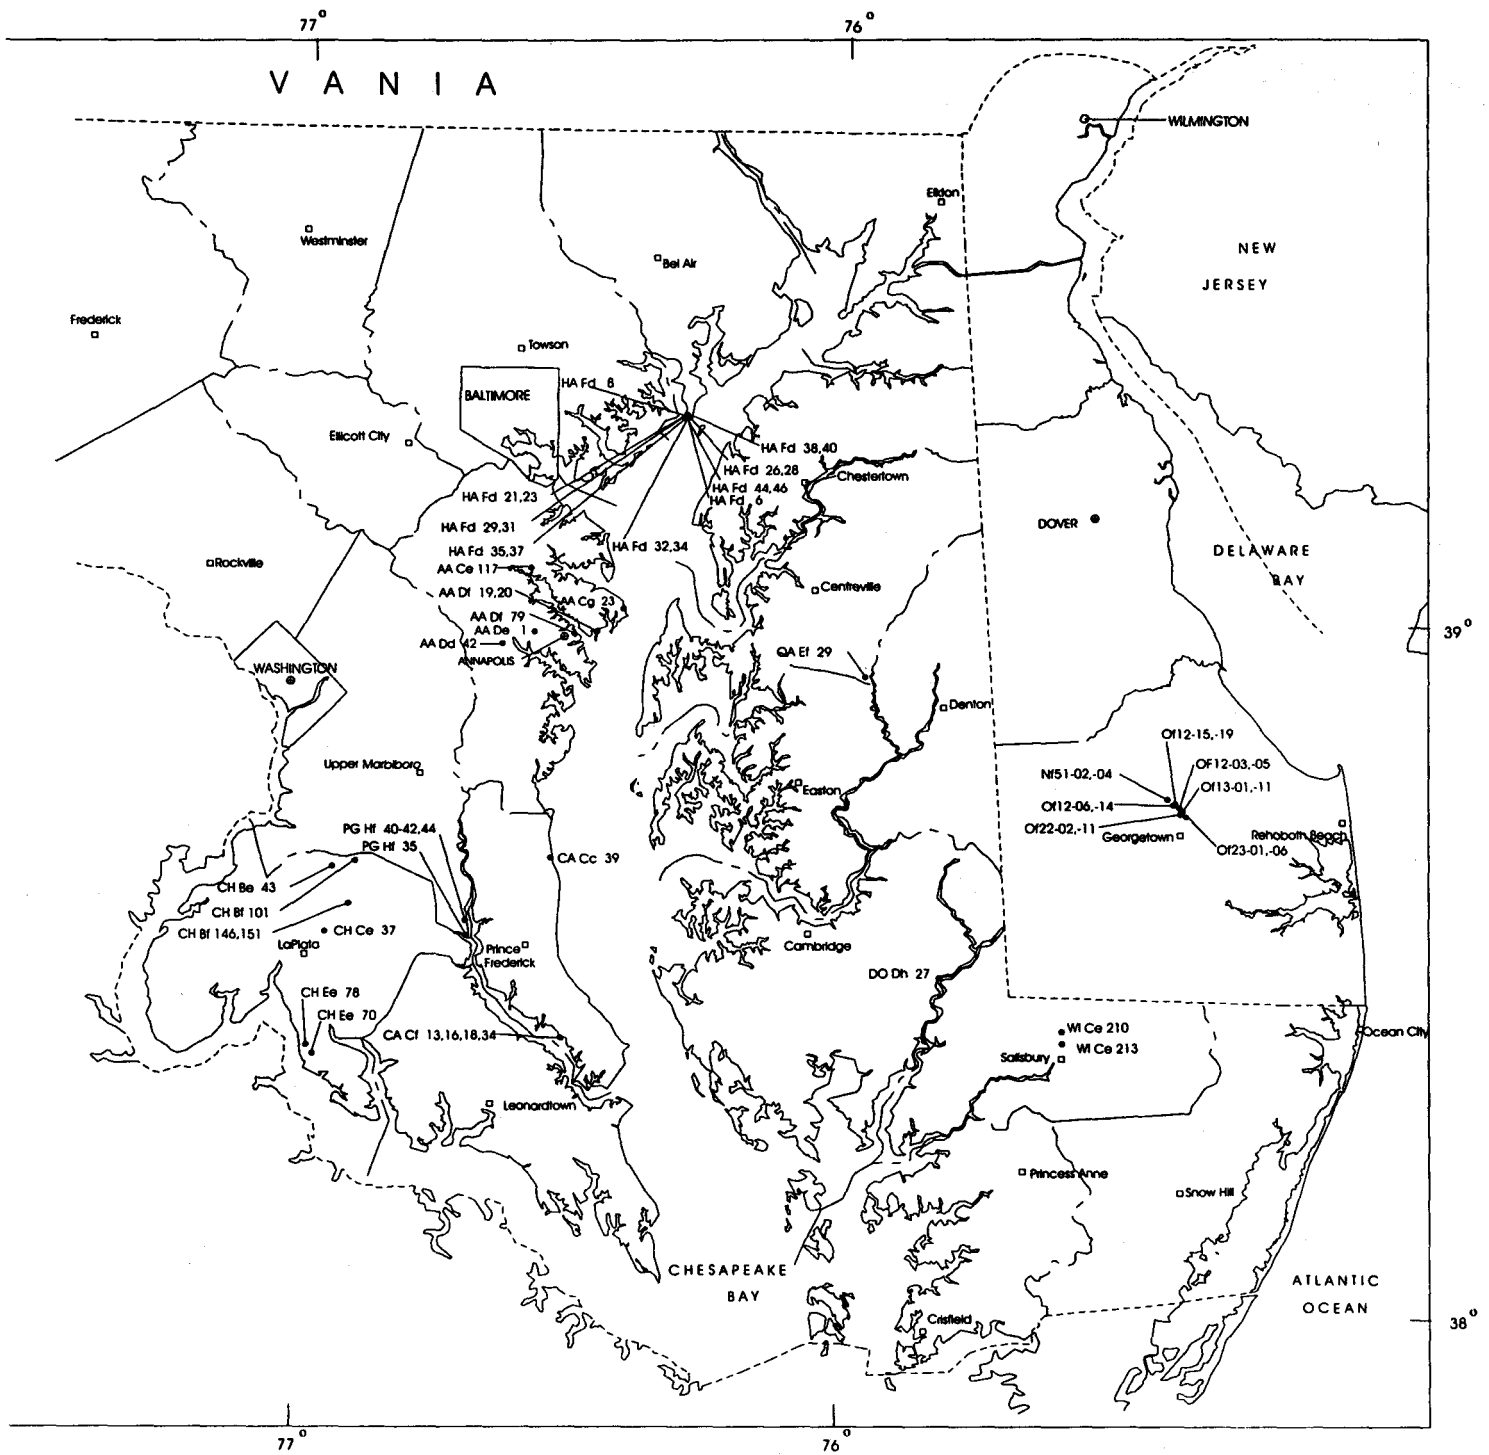 77°
76°
VANIA
WILMINGTON
Elkton
Westminster
Bel Air
NEW
JERSEY
Frederick
Towson
HA Fd 8
BALTIMORE
Ellicott City
HA Fd 38,40
HA Fd 26,28
Chestertown
HA Fd 44,46
HA Fd 6
HA Fd 21,23
HA Fd 29,31
DOVER
HA Fd 35,37
HA Fd 32,34
DELAWARE
BAY
Rockville
AA Ce 117
AA Df 19,20
AA Cg 23
Centreville
AA Df 79
AA De 1
AA Dd 42
ANNAPOLIS
39°
QA Ef 29
WASHINGTON
Denton
Of12-15,-19
Upper Marlboro
Nf51-02,-04
OF12-03,-05
Of13-01,-11
Easton
Of12-06,-14
Of22-02,-11
Georgetown
Rehoboth Beach
Of23-01,-06
PG Hf 40-42,44
PG Hf 35
CA Cc 39
CH Be 43
CH Bf 101
CH Bf 146,151
CH Ce 37
LaPlata
Prince
Frederick
Cambridge
DO Dh 27
CH Ee 78
CH Ee 70
CA Cf 13,16,18,34
WI Ce 210
WI Ce 213
Salisbury
Ocean City
Leonardtown
Princess Anne
Snow Hill
CHESAPEAKE
BAY
ATLANTIC
OCEAN
Crisfield
38°
77°
76°